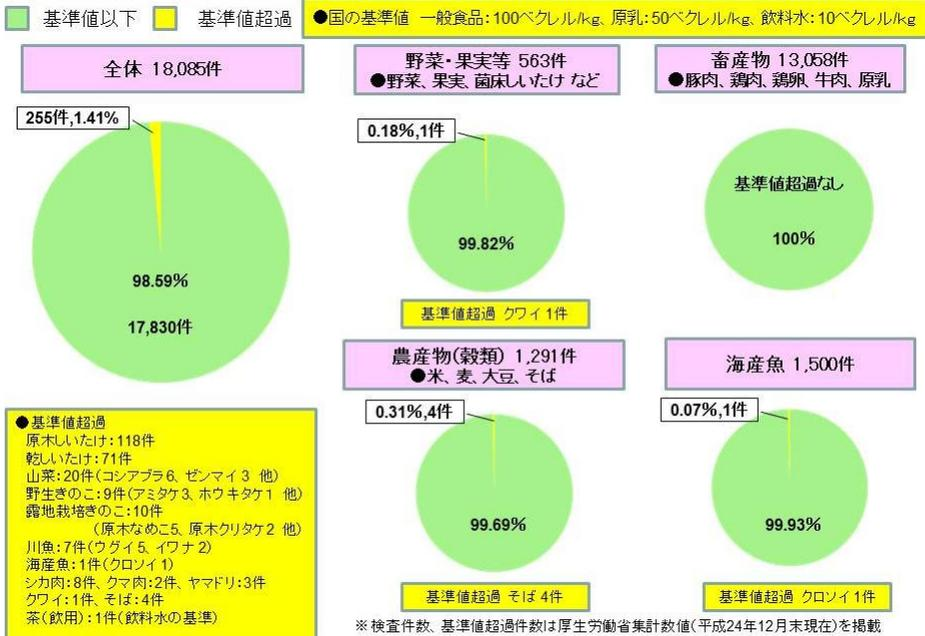 基準値以下 基準値超過
●国の基準値 一般食品：100ベクレル/kg、原乳：50ベクレル/kg、飲料水：10ベクレル/kg
全体 18,085件
255件,1.41%
98.59%
17,830件
野菜・果実等 563件
●野菜、果実、菌床しいたけ など
0.18%,1件
99.82%
基準値超過 クワイ 1件
畜産物 13,058件
●豚肉、鶏肉、鶏卵、牛肉、原乳
基準値超過なし
100%
農産物(穀類) 1,291件
●米、麦、大豆、そば
0.31%,4件
99.69%
基準値超過 そば 4件
海産魚 1,500件
0.07%,1件
99.93%
基準値超過 クロソイ 1件
●基準値超過
原木しいたけ：118件
乾しいたけ：71件
山菜：20件(コシアブラ6、ゼンマイ3 他)
野生きのこ：9件(アミタケ3、ホウキタケ1 他)
露地栽培きのこ：10件
(原木なめこ5、原木クリタケ2 他)
川魚：7件(ウグイ5、イワナ2)
海産魚：1件(クロソイ1)
シカ肉：8件、クマ肉：2件、ヤマドリ：3件
クワイ：1件、そば：4件
茶(飲用)：1件(飲料水の基準)
※検査件数、基準値超過件数は厚生労働省集計数値(平成24年12月末現在)を掲載